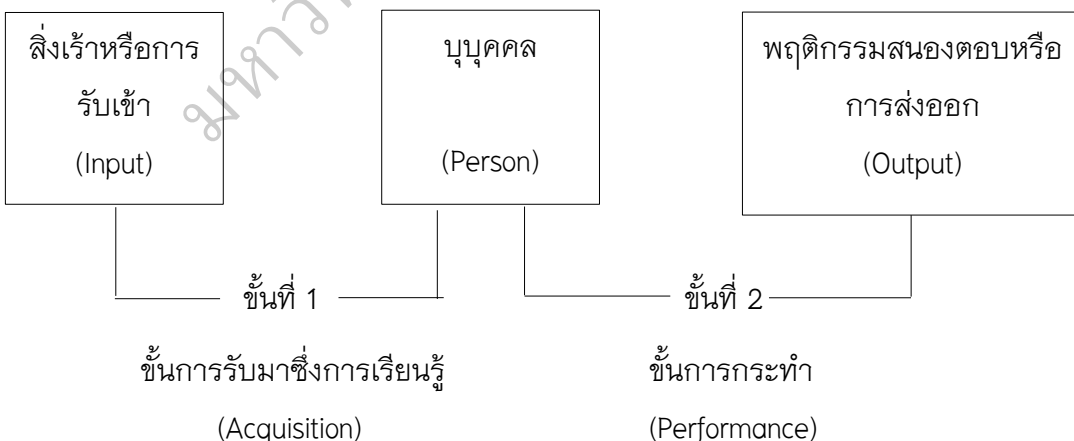 สิ่งเร้าหรือการ
รับเข้า
(Input)
บุบุคคล
(Person)
พฤติกรรมสนองตอบหรือ
การส่งออก
(Output)
ขั้นที่ 1
ขั้นการรับมาซึ่งการเรียนรู้
(Acquisition)
ขั้นที่ 2
ขั้นการกระทำ
(Performance)